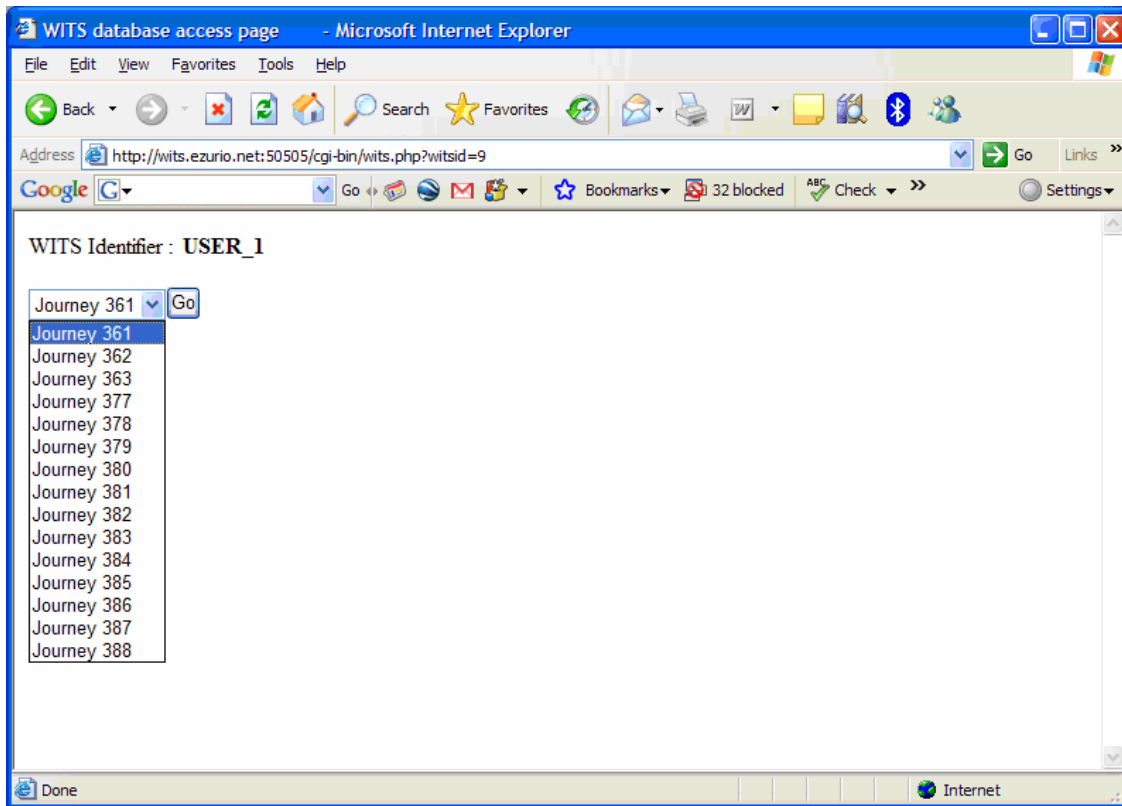 WITS database access page - Microsoft Internet Explorer
File Edit View Favorites Tools Help
Back Search Favorites W
Address http://wits.ezurio.net:50505/cgi-bin/wits.php?witsid=9 Go Links »
Google G Go Bookmarks 32 blocked ABC Check » Settings
WITS Identifier : USER_1
Journey 361 Go
Journey 361
Journey 362
Journey 363
Journey 377
Journey 378
Journey 379
Journey 380
Journey 381
Journey 382
Journey 383
Journey 384
Journey 385
Journey 386
Journey 387
Journey 388
Done Internet